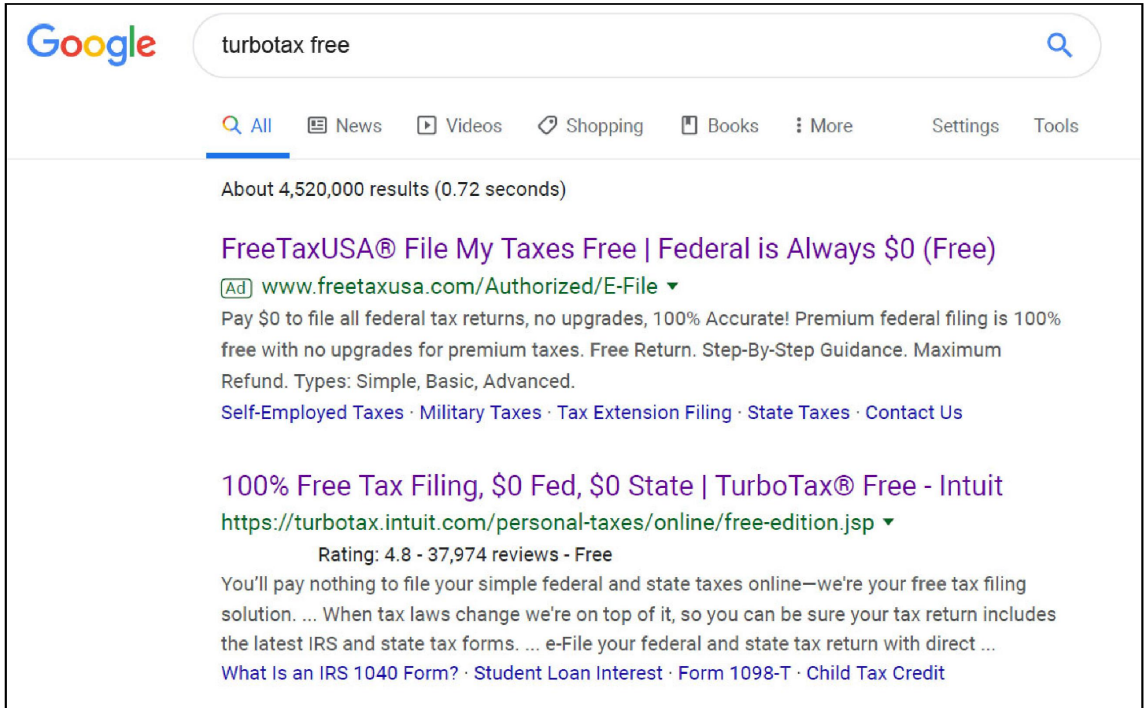 Google
turbotax free
All News Videos Shopping Books More Settings Tools
About 4,520,000 results (0.72 seconds)
FreeTaxUSA® File My Taxes Free | Federal is Always $0 (Free)
Ad www.freetaxusa.com/Authorized/E-File
Pay $0 to file all federal tax returns, no upgrades, 100% Accurate! Premium federal filing is 100%
free with no upgrades for premium taxes. Free Return. Step-By-Step Guidance. Maximum
Refund. Types: Simple, Basic, Advanced.
Self-Employed Taxes · Military Taxes · Tax Extension Filing · State Taxes · Contact Us
100% Free Tax Filing, $0 Fed, $0 State | TurboTax® Free - Intuit
https://turbotax.intuit.com/personal-taxes/online/free-edition.jsp
Rating: 4.8 - 37,974 reviews - Free
You'll pay nothing to file your simple federal and state taxes online—we're your free tax filing
solution. ... When tax laws change we're on top of it, so you can be sure your tax return includes
the latest IRS and state tax forms. ... e-File your federal and state tax return with direct ...
What Is an IRS 1040 Form? · Student Loan Interest · Form 1098-T · Child Tax Credit